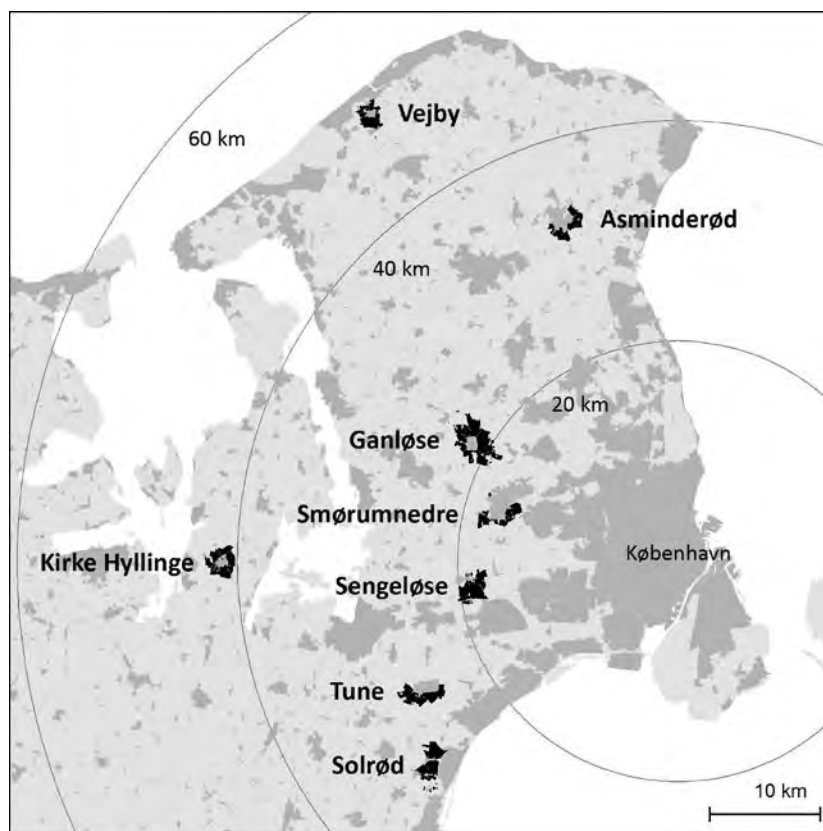 Vejby
60 km
Asminderød
40 km
20 km
Ganløse
Smørumnedre
København
Kirke Hyllinge
Sengeløse
Tune
Solrød
10 km